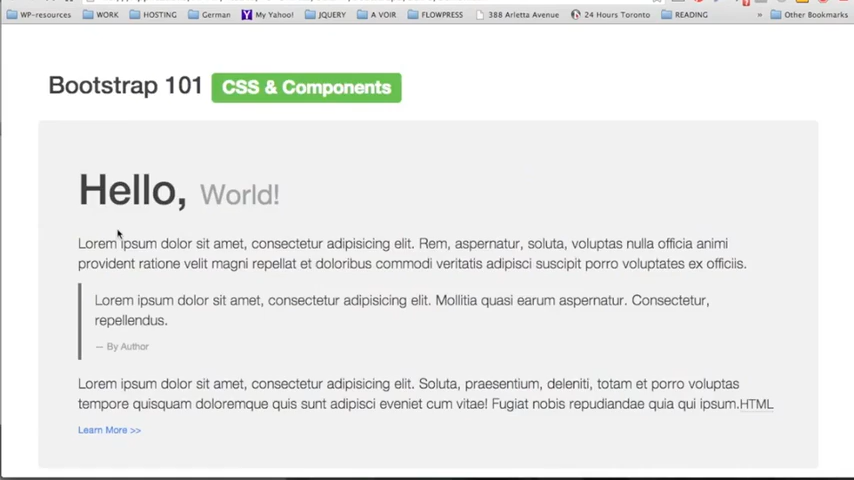 WP-resources WORK HOSTING German My Yahoo! JQUERY A VOIR FLOWPRESS 388 Arletta Avenue 24 Hours Toronto READING » Other Bookmarks
Bootstrap 101 CSS & Components
Hello, World!
Lorem ipsum dolor sit amet, consectetur adipisicing elit. Rem, aspernatur, soluta, voluptas nulla officia animi
provident ratione velit magni repellat et doloribus commodi veritatis adipisci suscipit porro voluptates ex officiis.
Lorem ipsum dolor sit amet, consectetur adipisicing elit. Mollitia quasi earum aspernatur. Consectetur,
repellendus.
— By Author
Lorem ipsum dolor sit amet, consectetur adipisicing elit. Soluta, praesentium, deleniti, totam et porro voluptas
tempore quisquam doloremque quis sunt adipisci eveniet cum vitae! Fugiat nobis repudiandae quia qui ipsum.HTML
Learn More >>